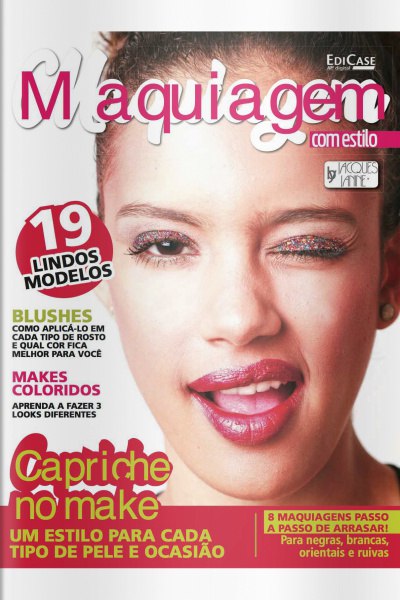 EDICASE
ART digital
Maquiagem
com estilo
by JACQUES
JANINE
19
LINDOS
MODELOS
BLUSHES
COMO APLICÁ-LO EM
CADA TIPO DE ROSTO
E QUAL COR FICA
MELHOR PARA VOCÊ
MAKES
COLORIDOS
APRENDA A FAZER 3
LOOKS DIFERENTES
Capriche
no make
UM ESTILO PARA CADA
TIPO DE PELE E OCASIÃO
8 MAQUIAGENS PASSO
A PASSO DE ARRASAR!
Para negras, brancas,
orientais e ruivas